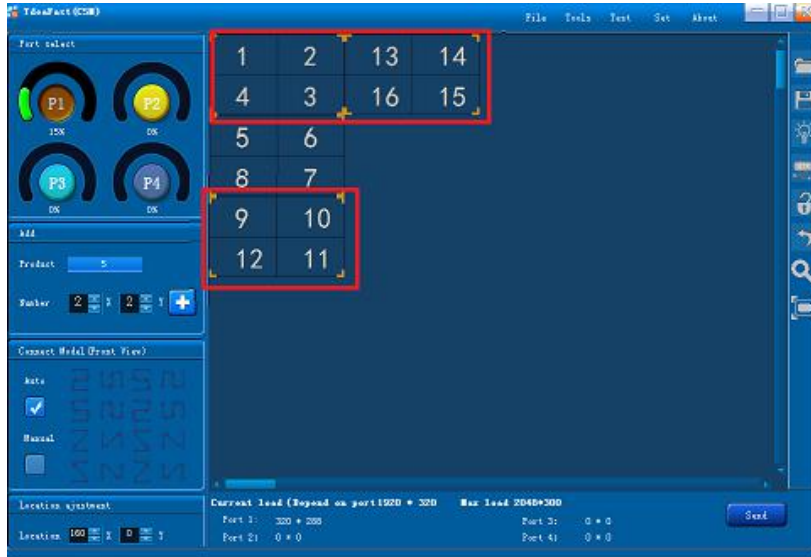 IdeaFast(CSM)
File Tools Test Set About
Port select
P1
P2
15%
0%
P3
P4
0%
0%
Add
Product S
Number 2 X 2 Y
Connect Model(Front View)
Auto
Manual
Location ajustment
Location 160 X 0 Y
1 2 13 14
4 3 16 15
5 6
8 7
9 10
12 11
Current load(Depend on port1920 * 320 Max load 2048*300
Port 1: 320 * 288
Port 3: 0 * 0
Port 2: 0 * 0
Port 4: 0 * 0
Send